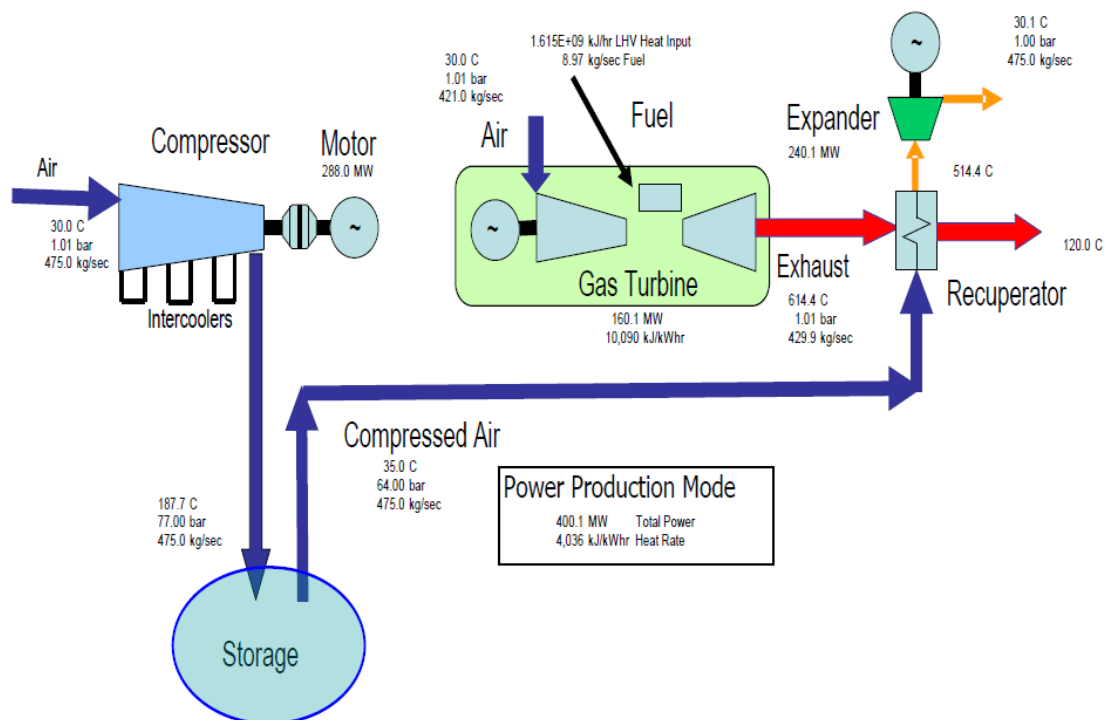 Air
30.0 C
1.01 bar
475.0 kg/sec
Compressor
Intercoolers
Motor
288.0 MW
~
187.7 C
77.00 bar
475.0 kg/sec
Storage
Compressed Air
35.0 C
64.00 bar
475.0 kg/sec
30.0 C
1.01 bar
421.0 kg/sec
Air
1.615E+09 kJ/hr LHV Heat Input
8.97 kg/sec Fuel
Fuel
~
Gas Turbine
160.1 MW
10,090 kJ/kWhr
Exhaust
614.4 C
1.01 bar
429.9 kg/sec
Expander
240.1 MW
~
30.1 C
1.00 bar
475.0 kg/sec
514.4 C
120.0 C
Recuperator
Power Production Mode
400.1 MW Total Power
4,036 kJ/kWhr Heat Rate